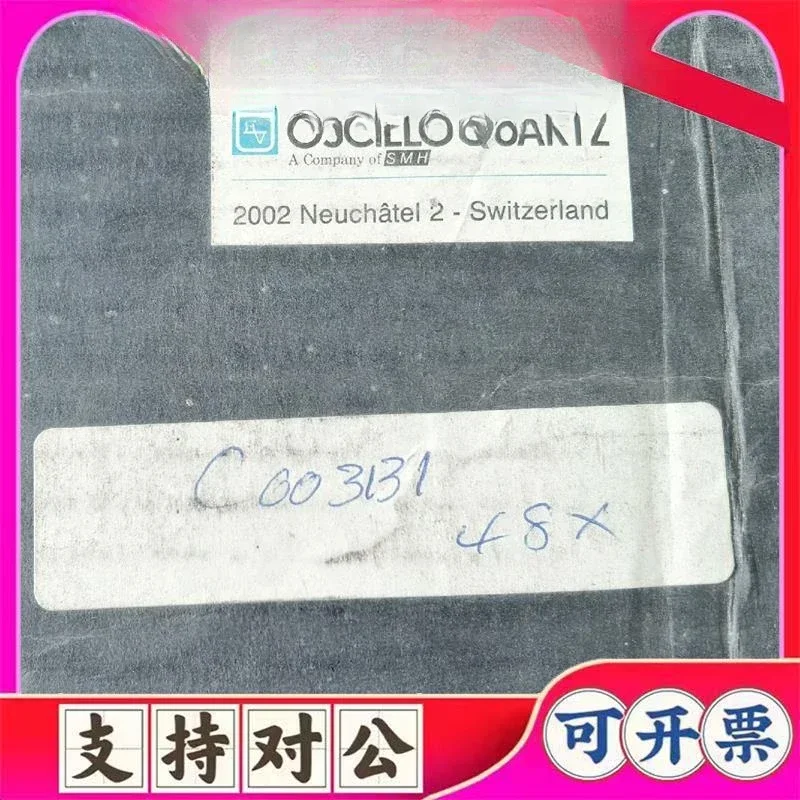 OSCILLOQUARTZ
A Company of SMH
2002 Neuchâtel 2 - Switzerland
C 003131
48x
支持对公
可开票